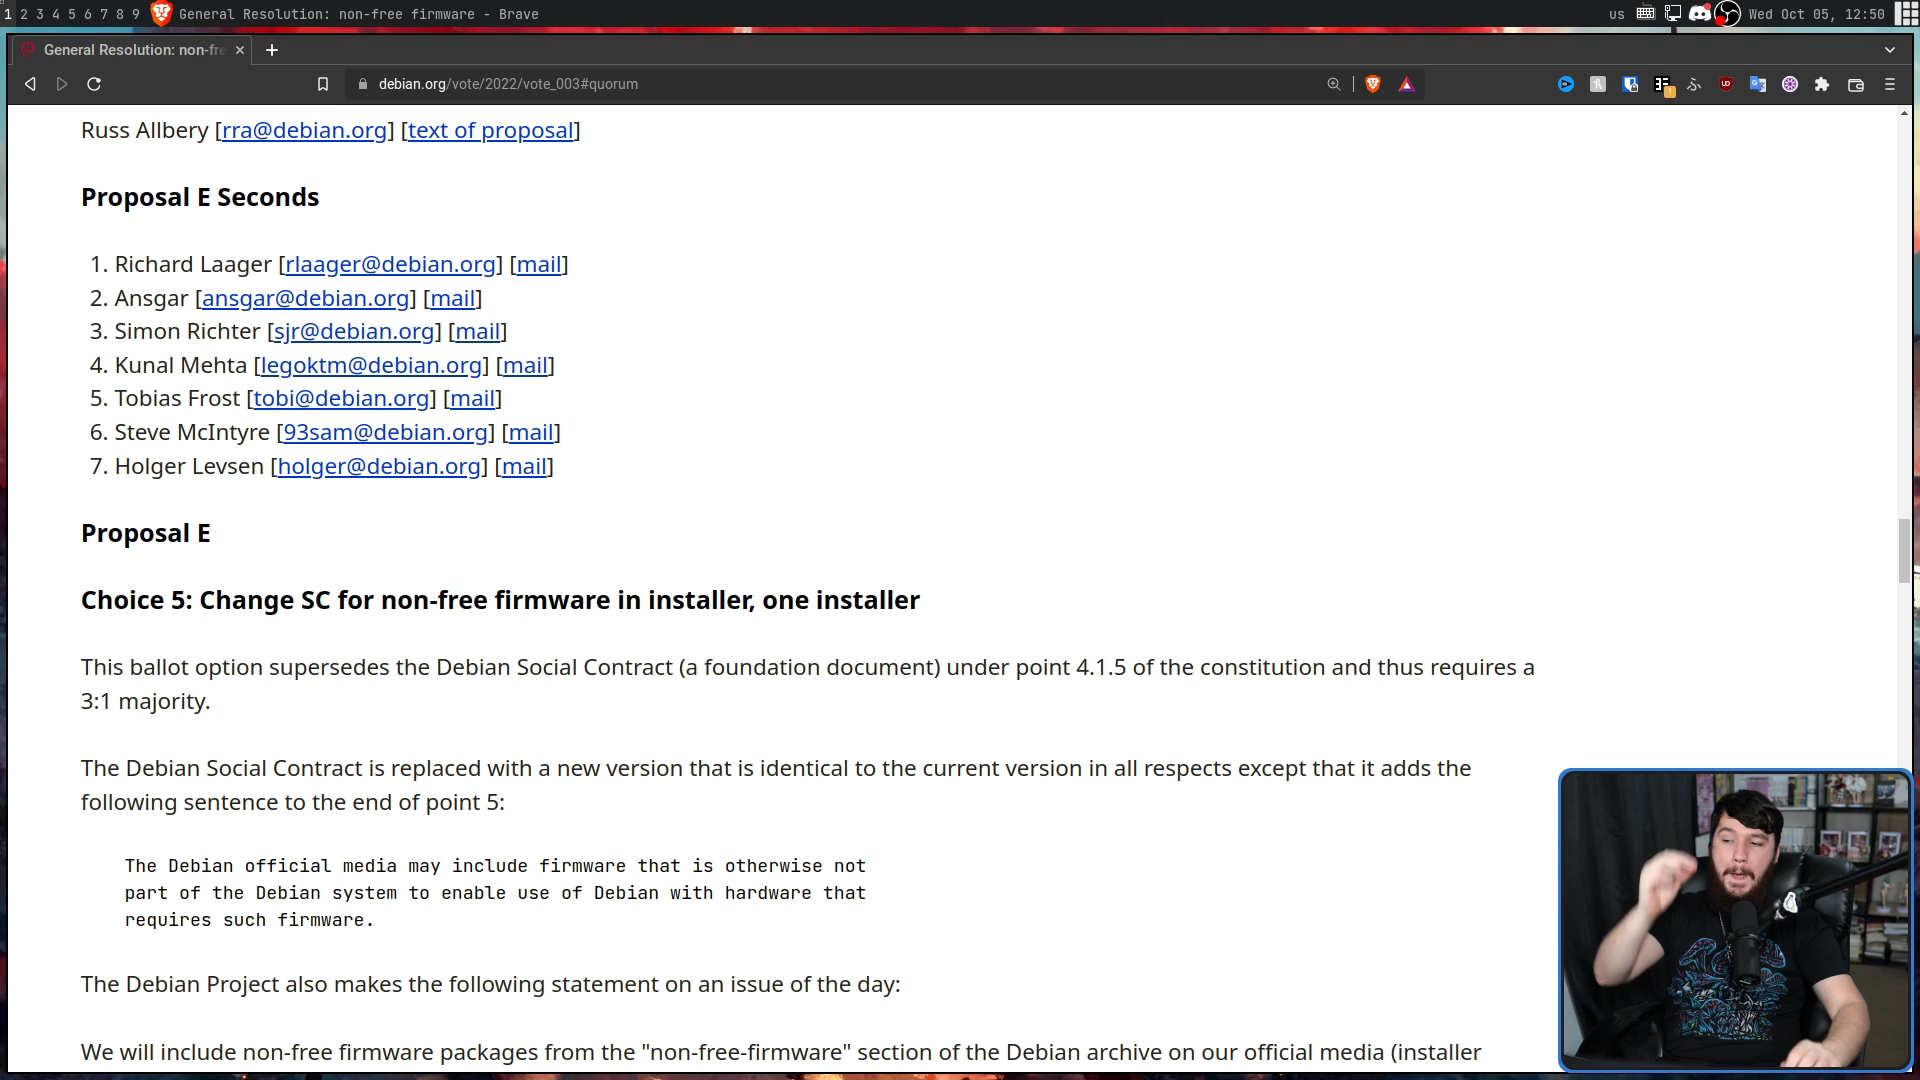 1 2 3 4 5 6 7 8 9 General Resolution: non-free firmware - Brave us Wed Oct 05, 12:50
General Resolution: non-fre
debian.org/vote/2022/vote_003#quorum
Russ Allbery [rra@debian.org] [text of proposal]
Proposal E Seconds
1. Richard Laager [rlaager@debian.org] [mail]
2. Ansgar [ansgar@debian.org] [mail]
3. Simon Richter [sjr@debian.org] [mail]
4. Kunal Mehta [legoktm@debian.org] [mail]
5. Tobias Frost [tobi@debian.org] [mail]
6. Steve McIntyre [93sam@debian.org] [mail]
7. Holger Levsen [holger@debian.org] [mail]
Proposal E
Choice 5: Change SC for non-free firmware in installer, one installer
This ballot option supersedes the Debian Social Contract (a foundation document) under point 4.1.5 of the constitution and thus requires a
3:1 majority.
The Debian Social Contract is replaced with a new version that is identical to the current version in all respects except that it adds the
following sentence to the end of point 5:
The Debian official media may include firmware that is otherwise not
part of the Debian system to enable use of Debian with hardware that
requires such firmware.
The Debian Project also makes the following statement on an issue of the day:
We will include non-free firmware packages from the "non-free-firmware" section of the Debian archive on our official media (installer